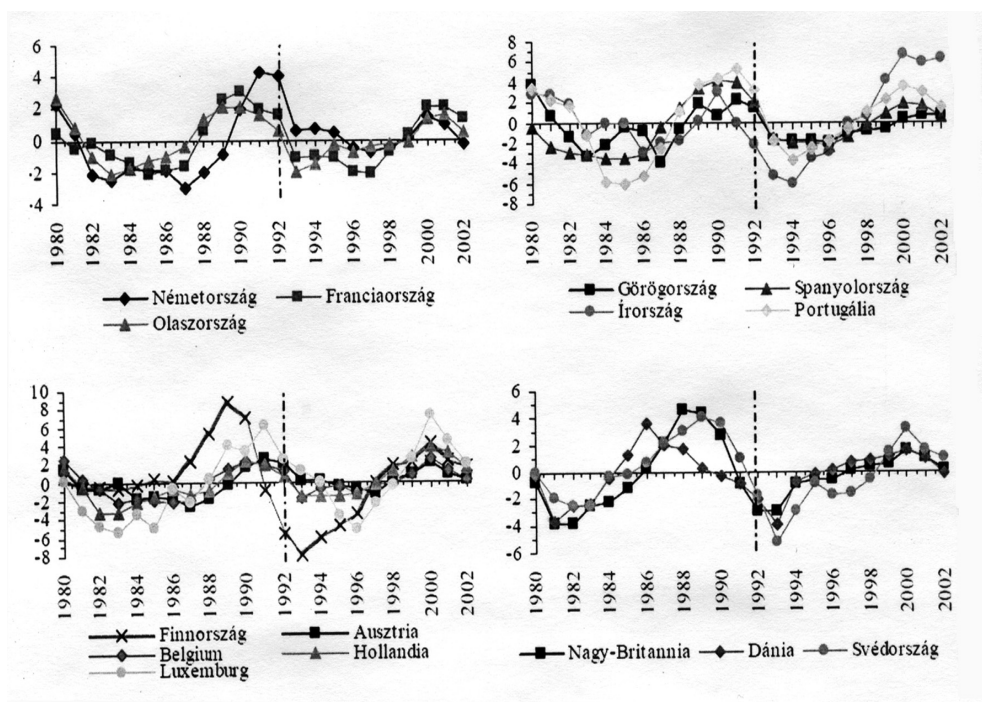 6
4
2
0
·2
·4
1980 1982 1984 1986 1988 1990 1992 1994 1996 1998 2000 2002
Németország Franciaország
Olaszország
8
6
4
2
0
-2
-4
-6
-8
1980 1982 1984 1986 1988 1990 1992 1994 1996 1998 2000 2002
Görögország Spanyolország
Írország Portugália
10
8
6
4
2
0
-2
-4
-6
-8
1980 1982 1984 1986 1988 1990 1992 1994 1996 1998 2000 2002
Finnország Ausztria
Belgium Hollandia
Luxemburg
6
4
2
0
-2
-4
-6
1980 1982 1984 1986 1988 1990 1992 1994 1996 1998 2000 2002
Nagy-Britannia Dánia Svédország